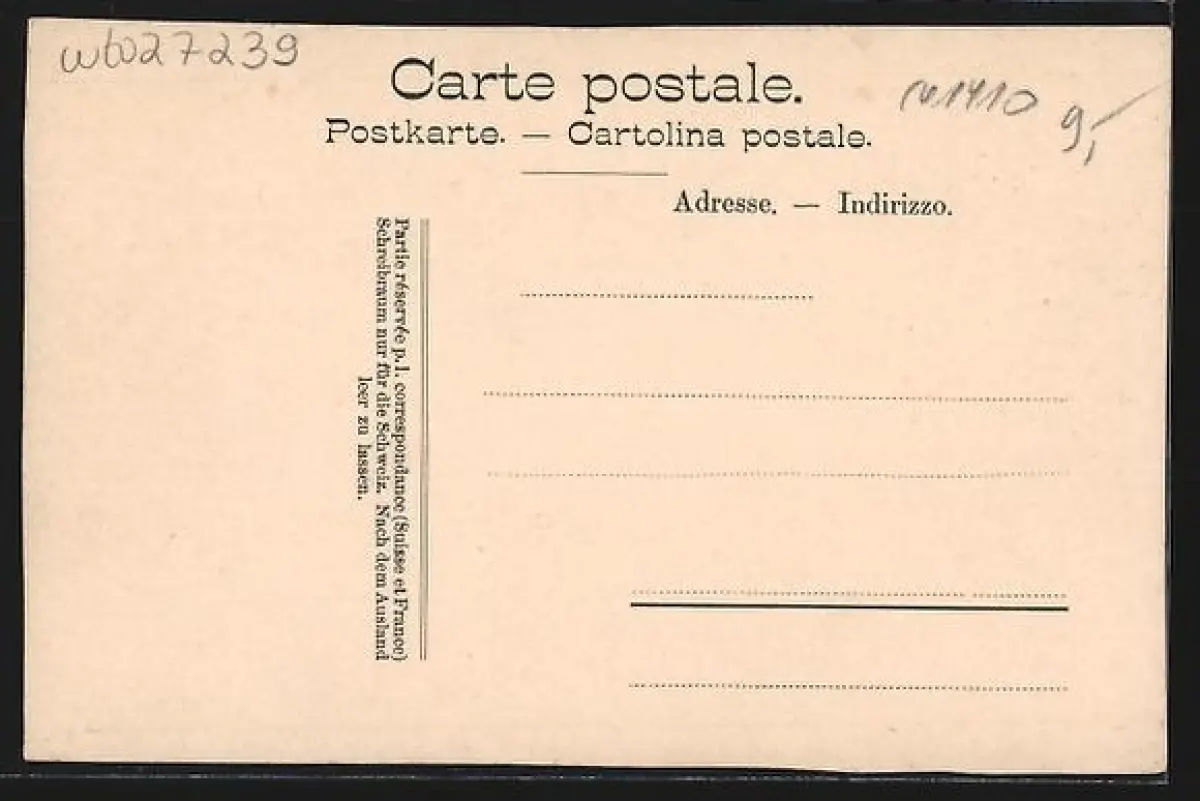 wb027239
Carte postale.
Postkarte. — Cartolina postale.
9,-
Adresse. — Indirizzo.
Partie réservée p. l. correspondance (Suisse et France)
Schreibraum nur für die Schweiz. Nach dem Ausland
leer zu lassen.